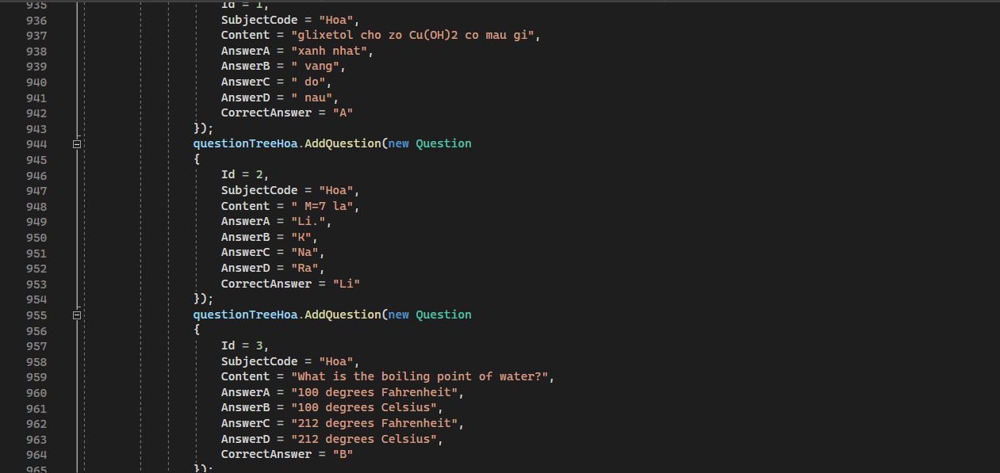 935 Id = 1,
936 SubjectCode = "Hoa",
937 Content = "glixetol cho zo Cu(OH)2 co mau gi",
938 AnswerA = "xanh nhat",
939 AnswerB = " vang",
940 AnswerC = " do",
941 AnswerD = " nau",
942 CorrectAnswer = "A"
943 });
944 questionTreeHoa.AddQuestion(new Question
945 {
946 Id = 2,
947 SubjectCode = "Hoa",
948 Content = " M=7 la",
949 AnswerA = "Li.",
950 AnswerB = "K",
951 AnswerC = "Na",
952 AnswerD = "Ra",
953 CorrectAnswer = "Li"
954 });
955 questionTreeHoa.AddQuestion(new Question
956 {
957 Id = 3,
958 SubjectCode = "Hoa",
959 Content = "What is the boiling point of water?",
960 AnswerA = "100 degrees Fahrenheit",
961 AnswerB = "100 degrees Celsius",
962 AnswerC = "212 degrees Fahrenheit",
963 AnswerD = "212 degrees Celsius",
964 CorrectAnswer = "B"
965 });